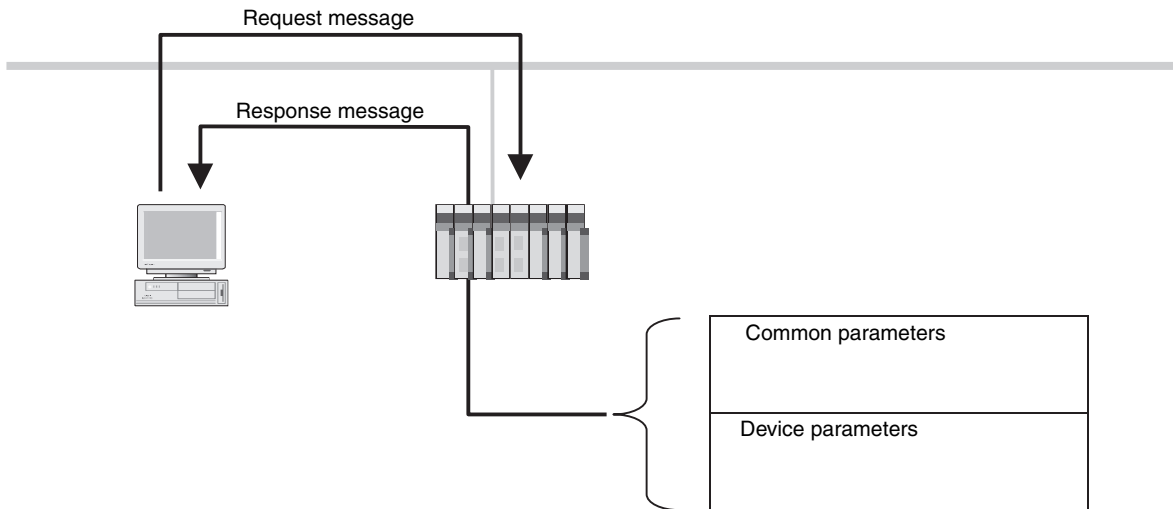 Request message
Response message
Common parameters
Device parameters